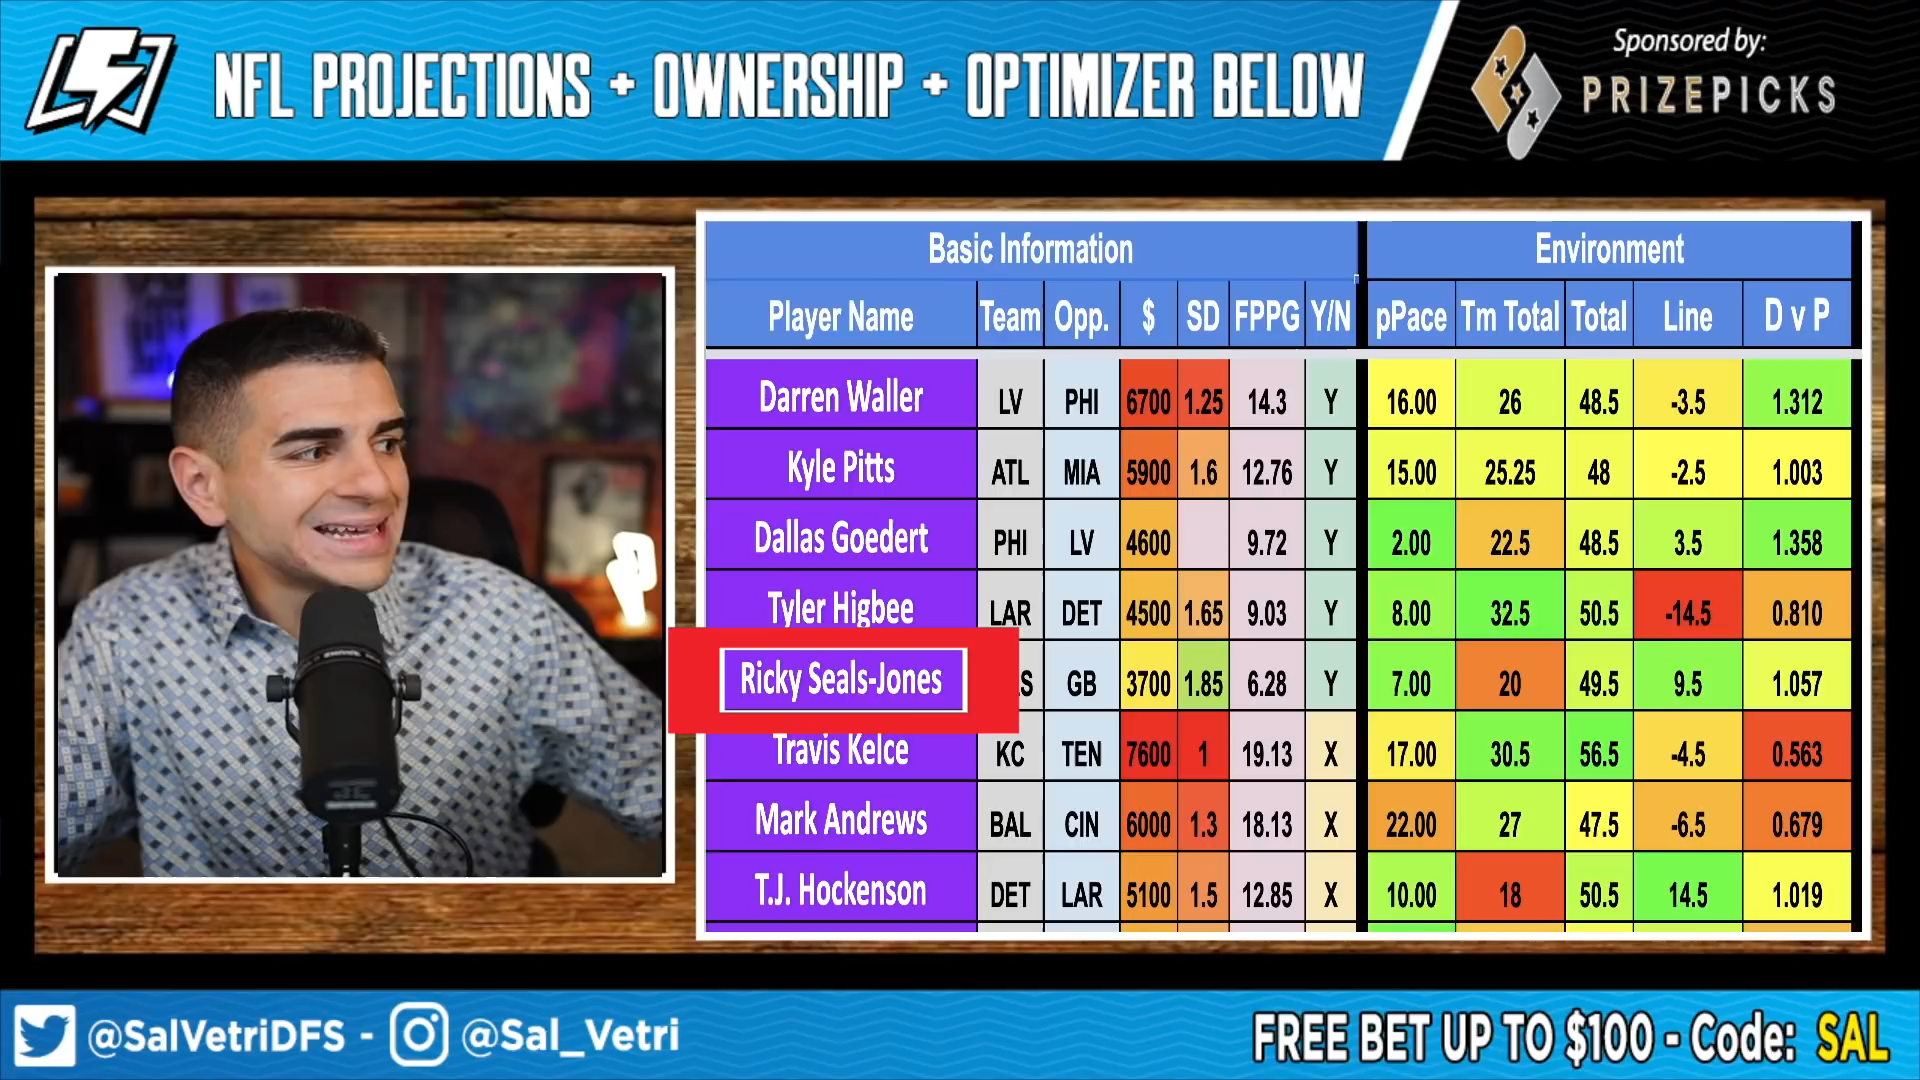 NFL PROJECTIONS + OWNERSHIP + OPTIMIZER BELOW
Sponsored by:
PRIZEPICKS
Basic Information Environment
Player Name Team Opp. $ SD FPPG Y/N pPace Tm Total Total Line D v P
Darren Waller LV PHI 6700 1.25 14.3 Y 16.00 26 48.5 -3.5 1.312
Kyle Pitts ATL MIA 5900 1.6 12.76 Y 15.00 25.25 48 -2.5 1.003
Dallas Goedert PHI LV 4600 9.72 Y 2.00 22.5 48.5 3.5 1.358
Tyler Higbee LAR DET 4500 1.65 9.03 Y 8.00 32.5 50.5 -14.5 0.810
Ricky Seals-Jones GB 3700 1.85 6.28 Y 7.00 20 49.5 9.5 1.057
Travis Kelce KC TEN 7600 1 19.13 X 17.00 30.5 56.5 -4.5 0.563
Mark Andrews BAL CIN 6000 1.3 18.13 X 22.00 27 47.5 -6.5 0.679
T.J. Hockenson DET LAR 5100 1.5 12.85 X 10.00 18 50.5 14.5 1.019
@SalVetriDFS - @Sal_Vetri
FREE BET UP TO $100 - Code: SAL